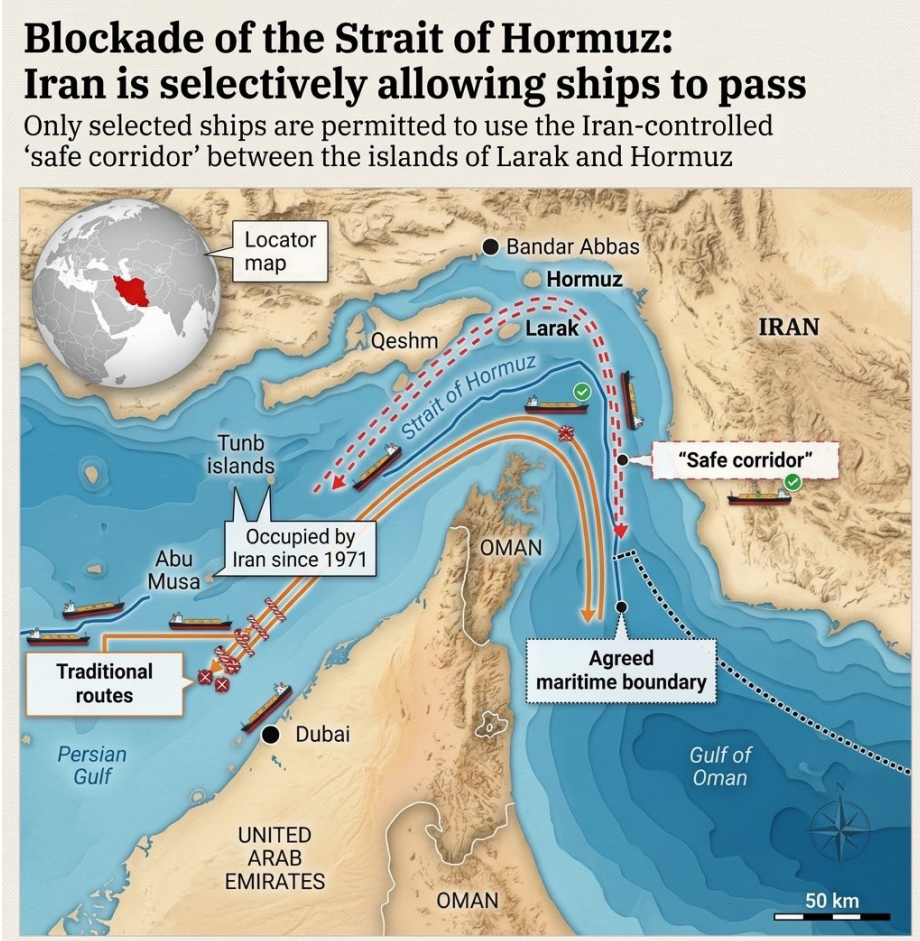 Blockade of the Strait of Hormuz:
Iran is selectively allowing ships to pass
Only selected ships are permitted to use the Iran-controlled
‘safe corridor’ between the islands of Larak and Hormuz
Locator
map
Bandar Abbas
Hormuz
Larak
Qeshm
IRAN
Strait of Hormuz
Tunb
islands
“Safe corridor”
Occupied by
Iran since 1971
OMAN
Abu
Musa
Traditional
routes
Agreed
maritime boundary
Dubai
Persian
Gulf
Gulf of
Oman
N
UNITED
ARAB
EMIRATES
OMAN
50 km